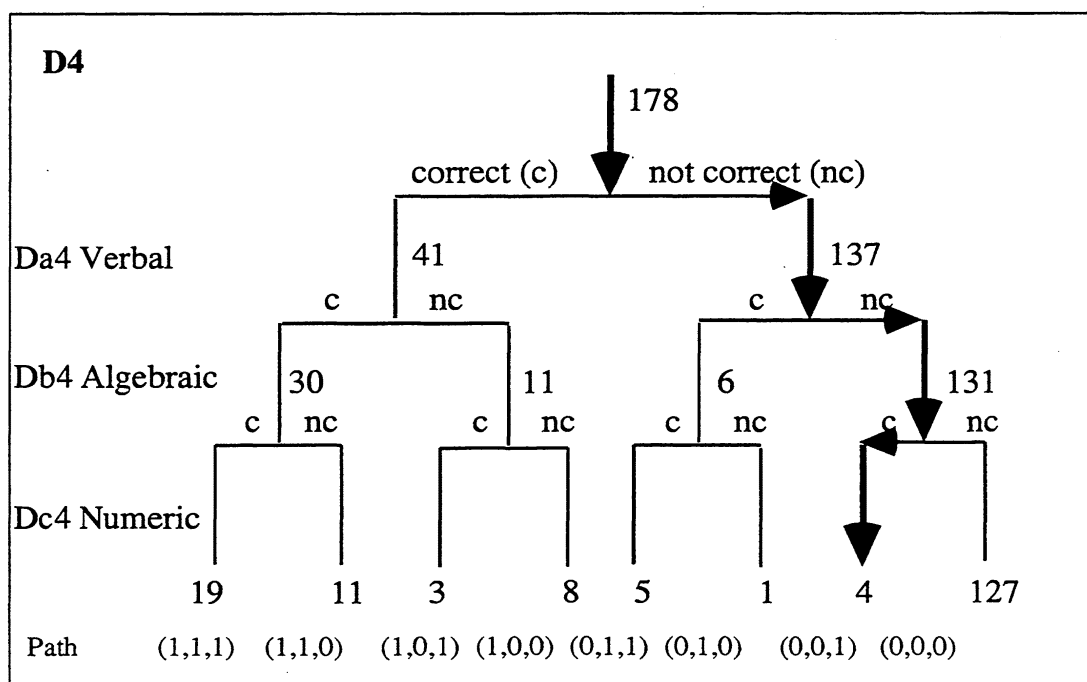 D4
178
correct (c) not correct (nc)
Da4 Verbal 41 137
c nc c nc
Db4 Algebraic 30 11 6 131
c nc c nc c nc c nc
Dc4 Numeric
19 11 3 8 5 1 4 127
Path (1,1,1) (1,1,0) (1,0,1) (1,0,0) (0,1,1) (0,1,0) (0,0,1) (0,0,0)